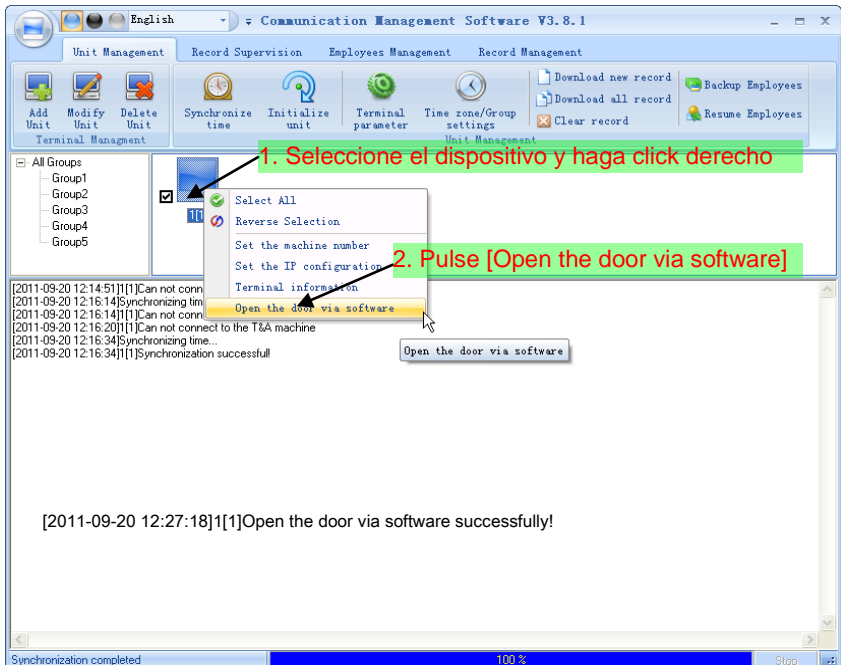 English
Communication Management Software V3.8.1
Unit Management Record Supervision Employees Management Record Management
Add Unit
Modify Unit
Delete Unit
Terminal Managment
Synchronize time
Initialize unit
Terminal parameter
Time zone/Group settings
Download new record
Download all record
Clear record
Backup Employees
Resume Employees
Unit Management
All Groups
Group1
Group2
Group3
Group4
Group5
1. Seleccione el dispositivo y haga click derecho
Select All
Reverse Selection
Set the machine number
Set the IP configuration
Terminal information
Open the door via software
2. Pulse [Open the door via software]
Open the door via software
[2011-09-20 12:14:51]1[1]Can not conn
[2011-09-20 12:16:14]Synchronizing tim
[2011-09-20 12:16:14]1[1]Can not conn
[2011-09-20 12:16:20]1[1]Can not connect to the T&A machine
[2011-09-20 12:16:34]Synchronizing time...
[2011-09-20 12:16:34]1[1]Synchronization successful!
[2011-09-20 12:27:18]1[1]Open the door via software successfully!
Synchronization completed
100 %
Stop